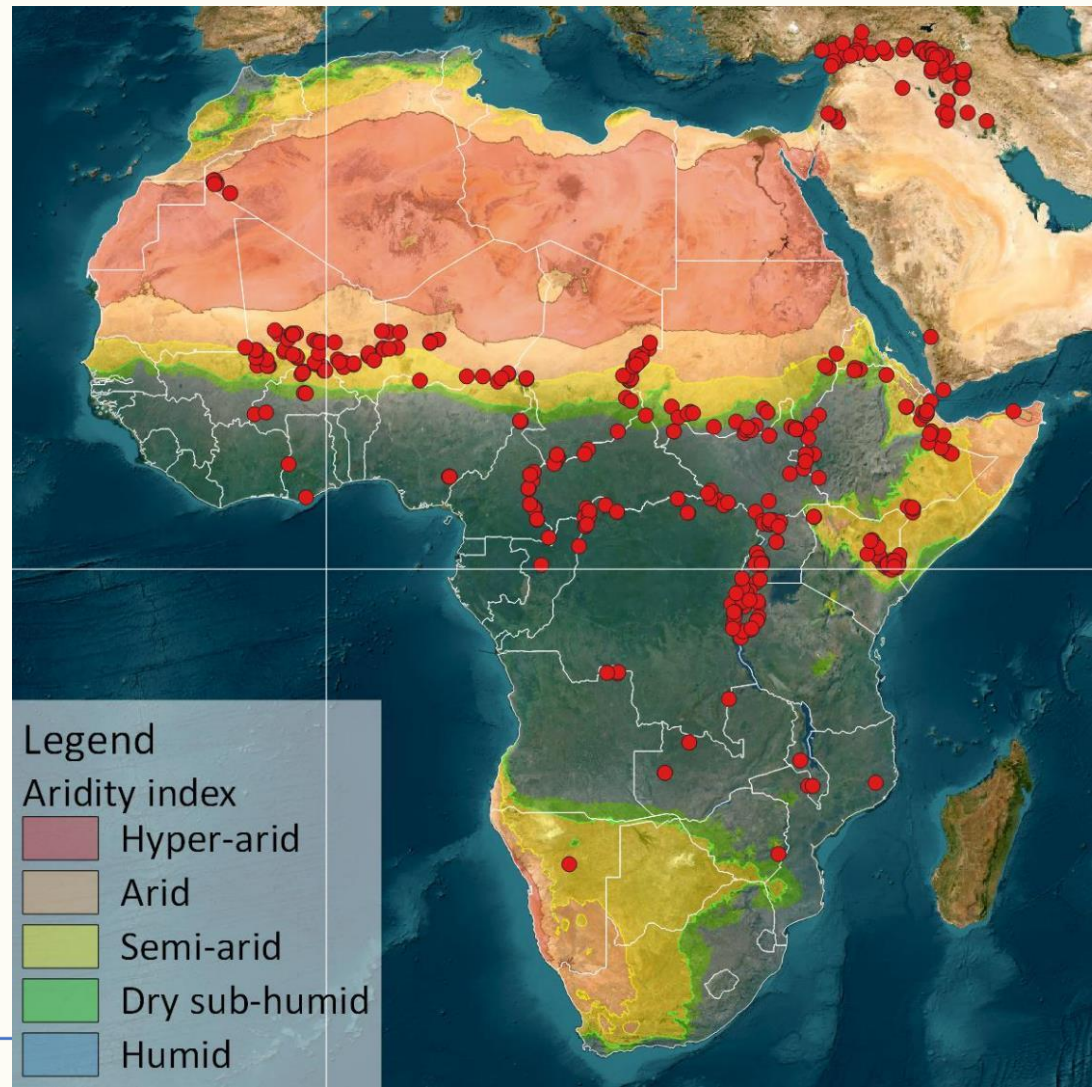 Legend
Aridity index
Hyper-arid
Arid
Semi-arid
Dry sub-humid
Humid